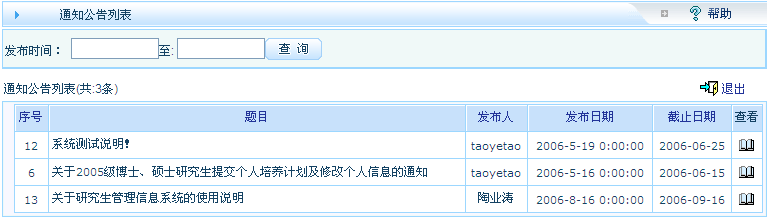 通知公告列表 帮助
发布时间： 至: 查 询
通知公告列表(共:3条) 退出
序号 题目 发布人 发布日期 截止日期 查看
12 系统测试说明! taoyetao 2006-5-19 0:00:00 2006-06-25
6 关于2005级博士、硕士研究生提交个人培养计划及修改个人信息的通知 taoyetao 2006-5-16 0:00:00 2006-06-15
13 关于研究生管理信息系统的使用说明 陶业涛 2006-8-16 0:00:00 2006-09-16